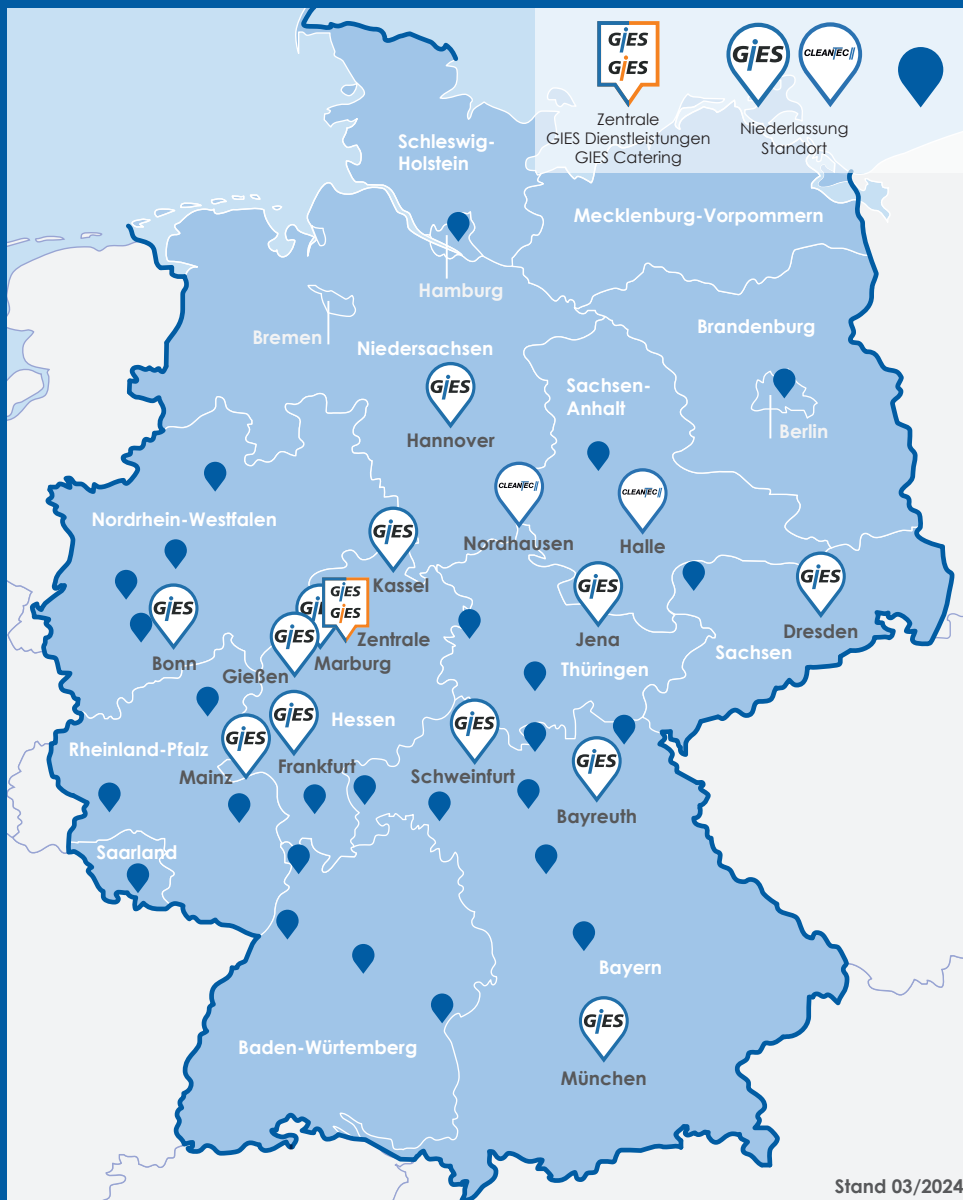 GiES
GiES
GiES
CLEANTEC
Zentrale
GIES Dienstleistungen
GIES Catering
Niederlassung
Standort
Schleswig-
Holstein
Mecklenburg-Vorpommern
Hamburg
Bremen
Brandenburg
Niedersachsen
GiES
Hannover
Sachsen-
Anhalt
Berlin
Nordrhein-Westfalen
CLEANTEC
Nordhausen
CLEANTEC
Halle
GiES
Kassel
GiES
Bonn
GiES
GiES
Zentrale
Marburg
GiES
Gießen
GiES
Jena
GiES
Dresden
Sachsen
Thüringen
Hessen
GiES
Frankfurt
Rheinland-Pfalz
GiES
Mainz
GiES
Schweinfurt
GiES
Bayreuth
Saarland
Bayern
GiES
München
Baden-Würtemberg
Stand 03/2024